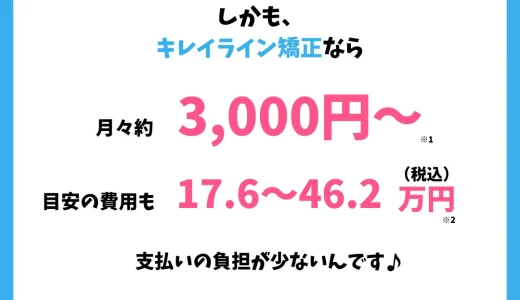 しかも、
キレイライン矯正なら
月々約 3,000円〜 ※1
目安の費用も 17.6〜46.2 万円 (税込) ※2
支払いの負担が少ないんです♪